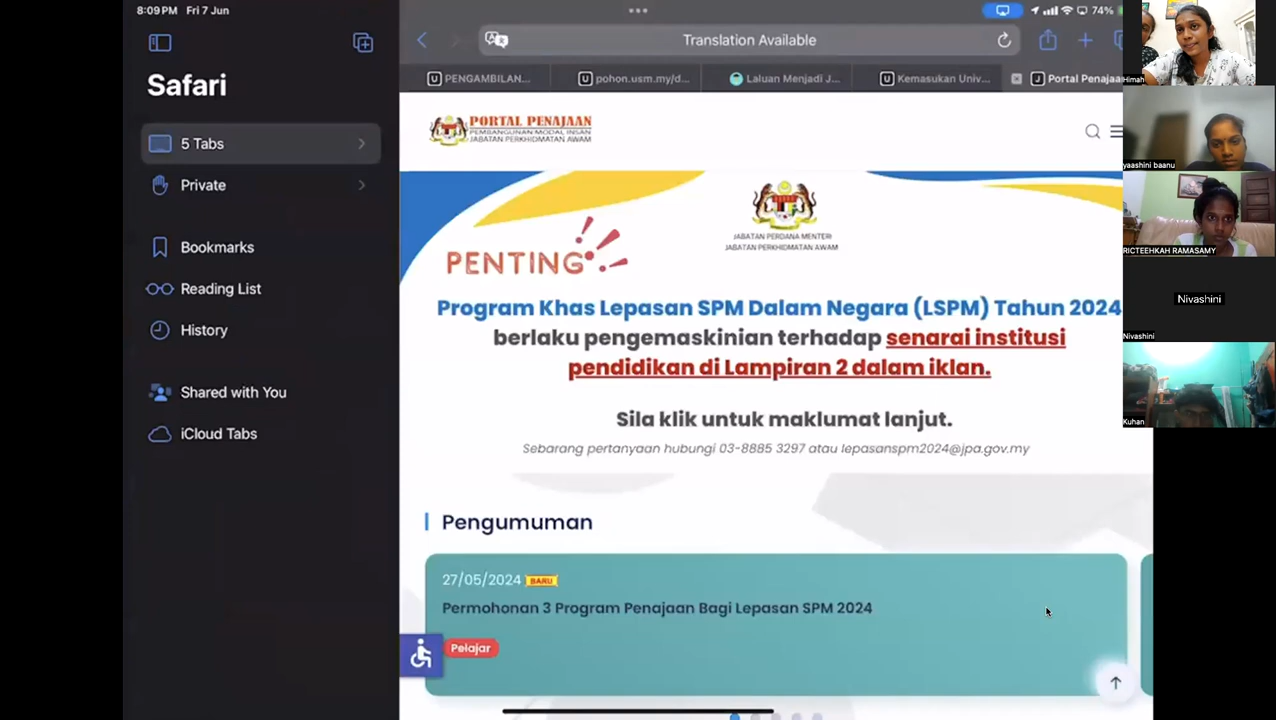 8:09 PM Fri 7 Jun
74%
Safari
5 Tabs
Private
Bookmarks
Reading List
History
Shared with You
iCloud Tabs
Translation Available
PENGAMBILAN...
pohon.usm.my/d...
Laluan Menjadi J...
Kemasukan Univ...
Portal Penajaa
PORTAL PENAJAAN
PEMBANGUNAN MODAL INSAN
JABATAN PERKHIDMATAN AWAM
JABATAN PERDANA MENTERI
JABATAN PERKHIDMATAN AWAM
PENTING
Program Khas Lepasan SPM Dalam Negara (LSPM) Tahun 2024
berlaku pengemaskinian terhadap senarai institusi
pendidikan di Lampiran 2 dalam iklan.
Sila klik untuk maklumat lanjut.
Sebarang pertanyaan hubungi 03-8885 3297 atau lepasanspm2024@jpa.gov.my
Pengumuman
27/05/2024 BARU
Permohonan 3 Program Penajaan Bagi Lepasan SPM 2024
Pelajar
Himah
yaashini baanu
RICTEEHKAH RAMASAMY
Nivashini
Nivashini
Kuhan